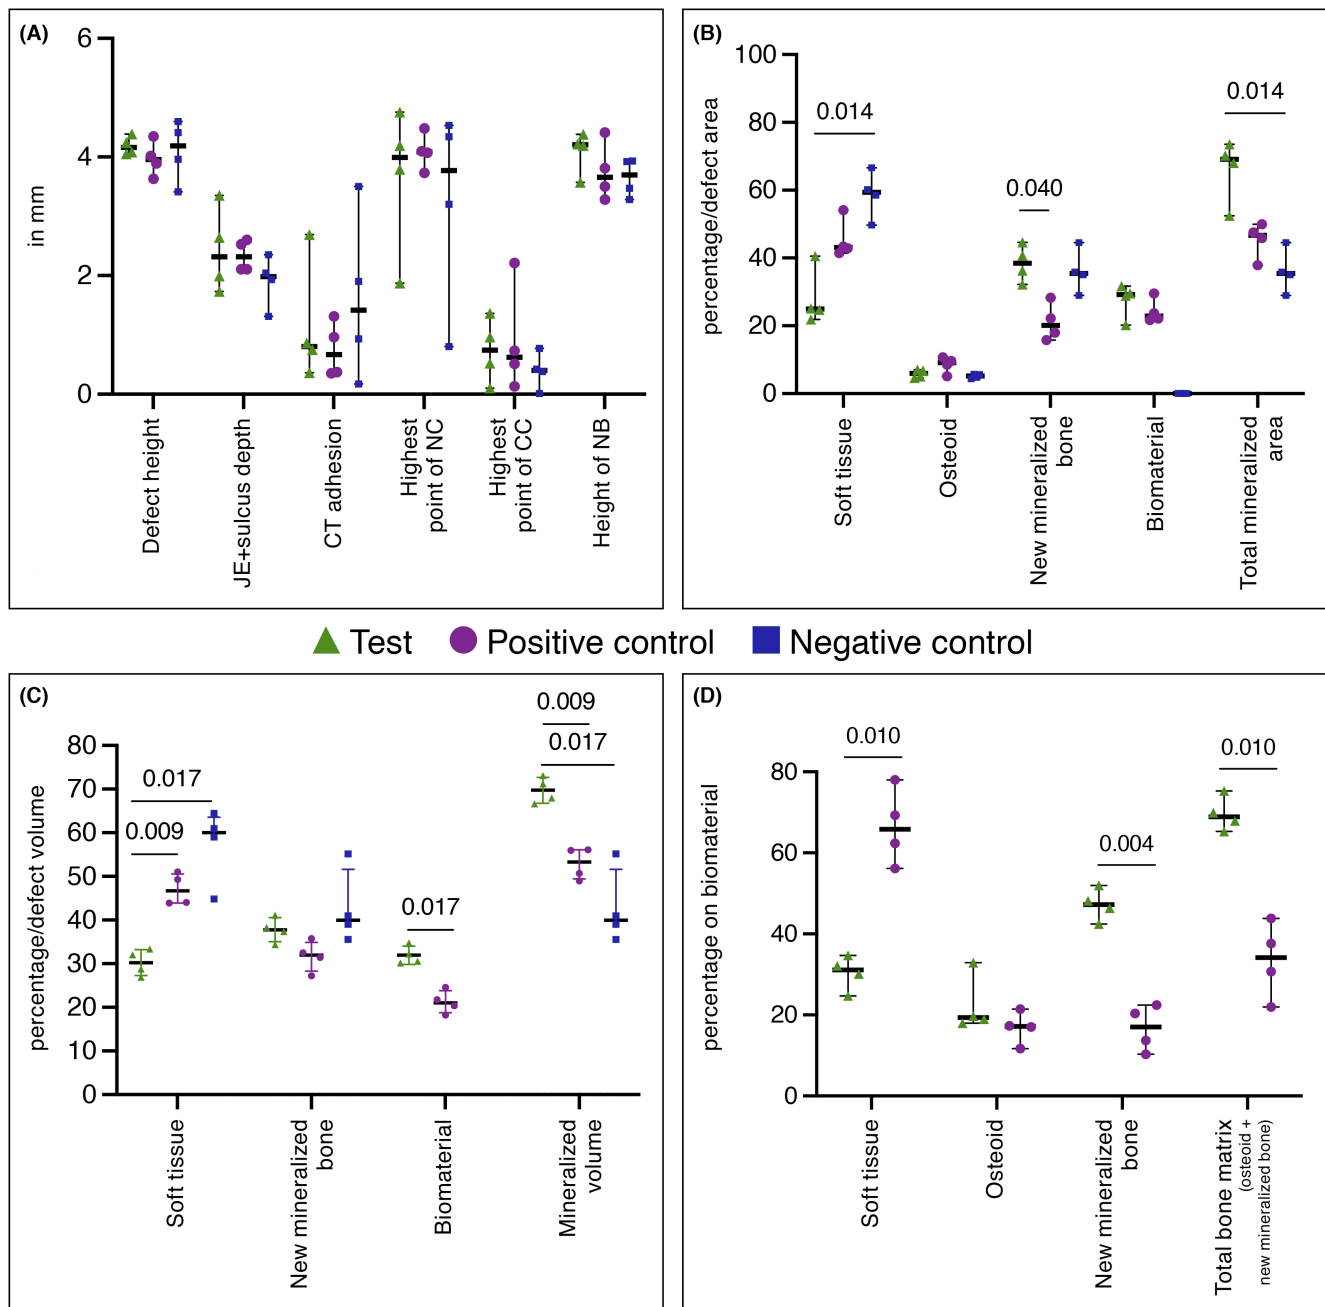 (A)
6
4
2
0
in mm
Defect height
JE+sulcus depth
CT adhesion
Highest
point of NC
Highest
point of CC
Height of NB
(B)
100
80
60
40
20
0
percentage/defect area
0.014
0.040
0.014
Soft tissue
Osteoid
New mineralized
bone
Biomaterial
Total mineralized
area
Test
Positive control
Negative control
(C)
80
70
60
50
40
30
20
10
0
percentage/defect volume
0.017
0.009
0.017
0.009
0.017
Soft tissue
New mineralized
bone
Biomaterial
Mineralized
volume
(D)
80
60
40
20
0
percentage on biomaterial
0.010
0.004
0.010
Soft tissue
Osteoid
New mineralized
bone
Total bone matrix
(osteoid +
new mineralized bone)